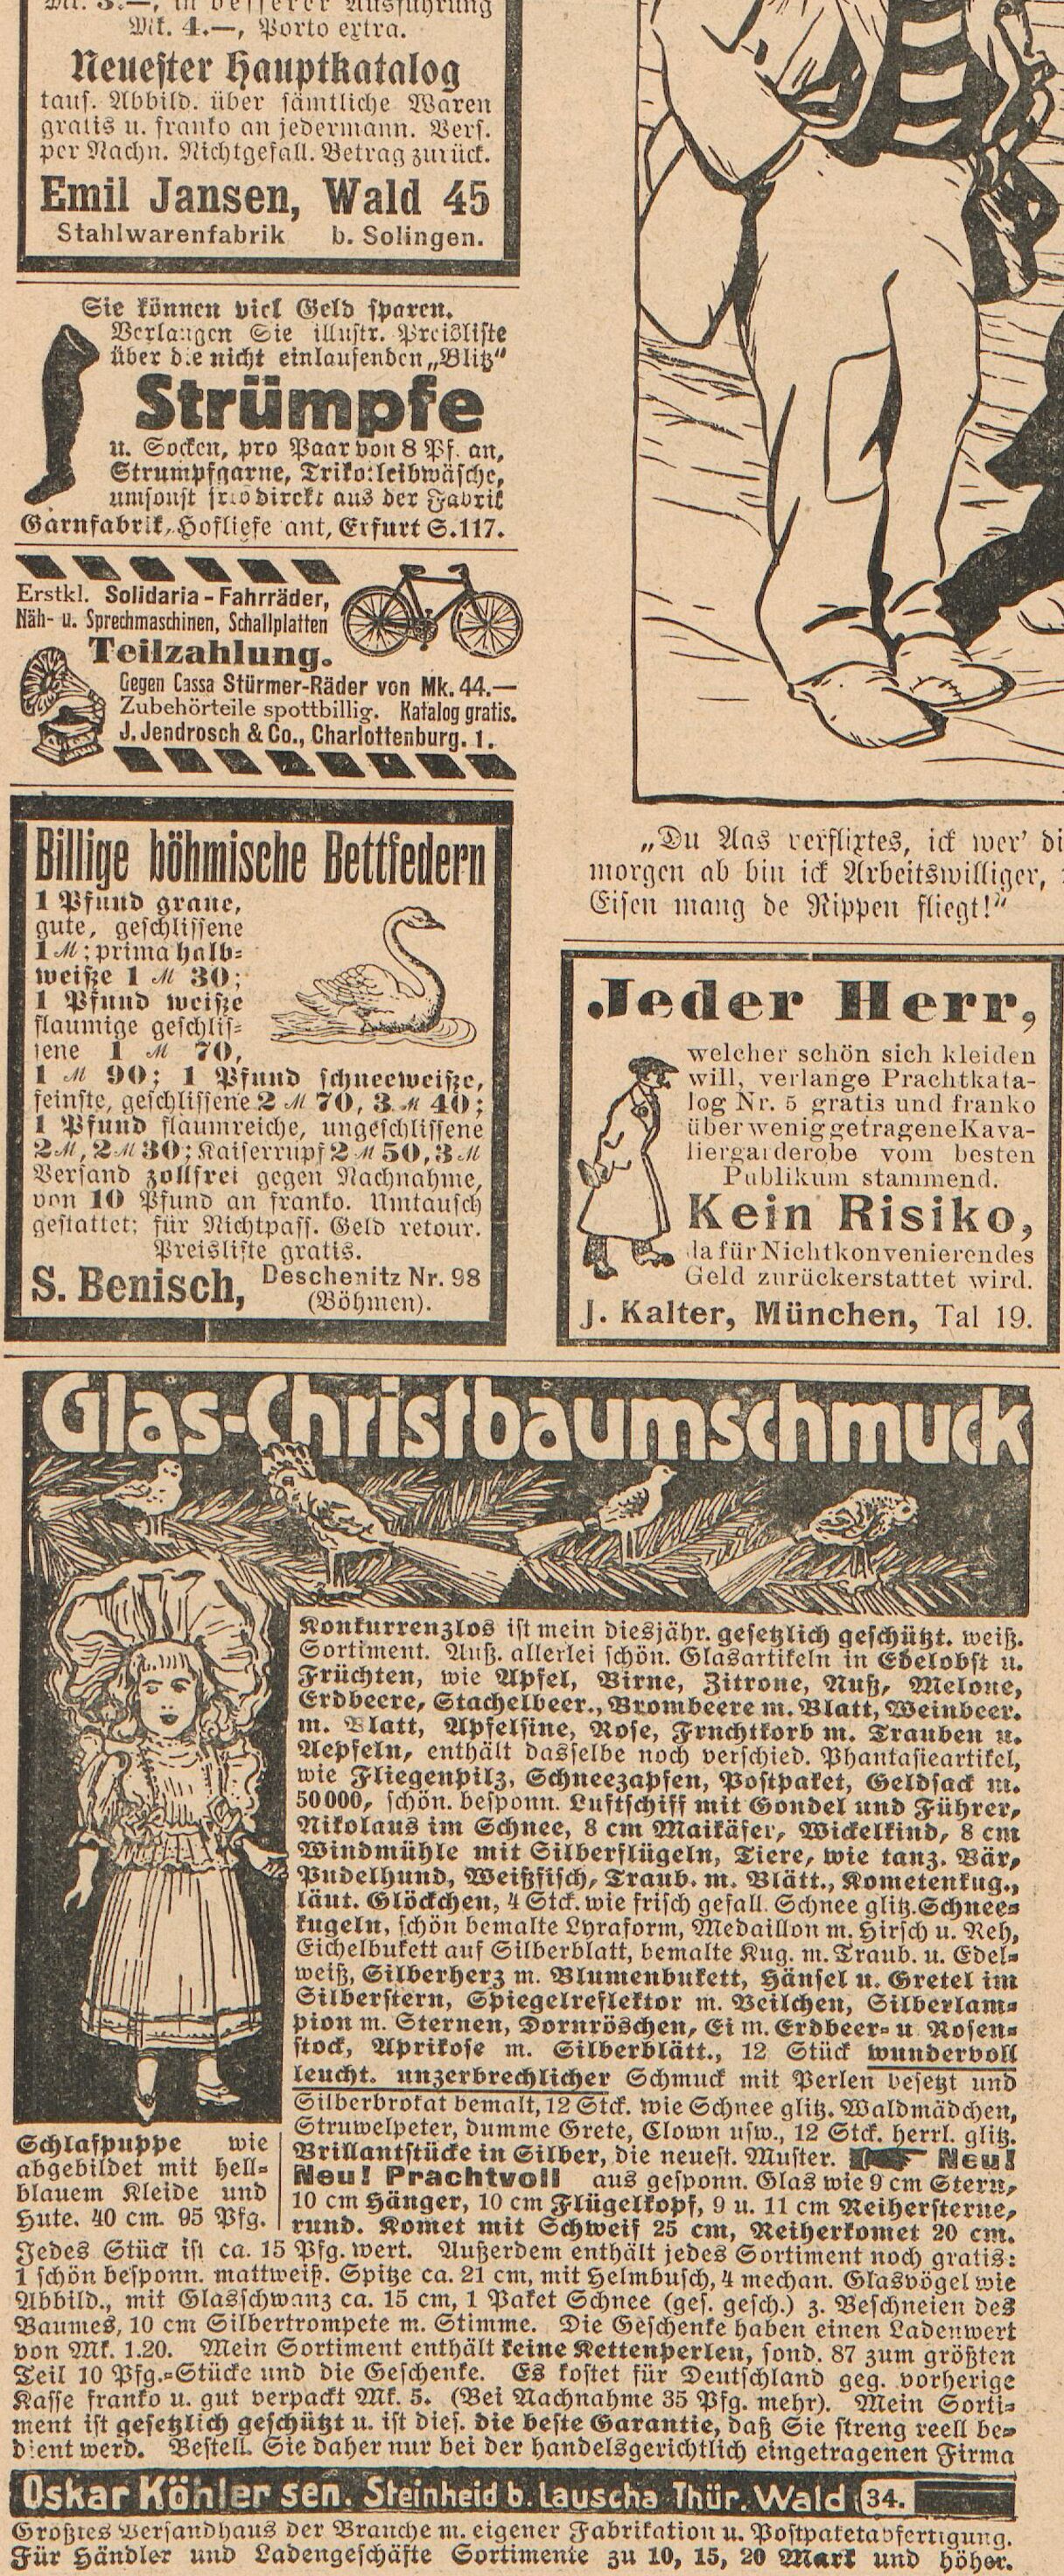 Mk. 3.—, in besserer Ausführung
Mk. 4.—, Porto extra.
Neuester Hauptkatalog
taus. Abbild. über sämtliche Waren
gratis u. franko an jedermann. Vers.
per Nachn. Nichtgefall. Betrag zurück.
Emil Jansen, Wald 45
Stahlwarenfabrik b. Solingen.
Sie können viel Geld sparen.
Verlangen Sie illustr. Preisliste
über die nicht einlaufenden „Blitz“
Strümpfe
u. Socken, pro Paar von 8 Pf. an,
Strumpfgarne, Trikotleibwäsche,
umsonst frko direkt aus der Fabrik
Garnfabrik, Hofliefe ant, Erfurt S.117.
Erstkl. Solidaria-Fahrräder,
Näh- u. Sprechmaschinen, Schallplatten
Teilzahlung.
Gegen Cassa Stürmer-Räder von Mk. 44.—
Zubehörteile spottbillig. Katalog gratis.
J. Jendrosch & Co., Charlottenburg. 1.
Billige böhmische Bettfedern
1 Pfund graue,
gute, geschlissene
1 M; prima halb-
weiße 1 M 30;
1 Pfund weiße
flaumige geschlis-
sene 1 M 70,
1 M 90; 1 Pfund schneeweiße,
feinste, geschlissene 2 M 70, 3 M 40;
1 Pfund flaumreiche, ungeschlissene
2 M, 2 M 30; Kaiserrupf 2 M 50, 3 M
Versand zollfrei gegen Nachnahme,
von 10 Pfund an franko. Umtausch
gestattet; für Nichtpass. Geld retour.
Preisliste gratis.
S. Benisch, Deschenitz Nr. 98
(Böhmen).
„Du Aas verflixtes, ick wer’ di
morgen ab bin ick Arbeitswilliger,
Eisen mang de Rippen fliegt!“
Jeder Herr,
welcher schön sich kleiden
will, verlange Prachtkata-
log Nr. 5 gratis und franko
über wenig getragene Kava-
liergarderobe vom besten
Publikum stammend.
Kein Risiko,
da für Nichtkonvenierendes
Geld zurückerstattet wird.
J. Kalter, München, Tal 19.
Glas-Christbaumschmuck
Konkurrenzlos ist mein diesjähr. gesetzlich geschützt. weiß.
Sortiment. Auß. allerlei schön. Glasartikeln in Edelobst u.
Früchten, wie Apfel, Birne, Zitrone, Nuß, Melone,
Erdbeere, Stachelbeer., Brombeere m. Blatt, Weinbeer.
m. Blatt, Apfelsine, Rose, Fruchtkorb m. Trauben u.
Aepfeln, enthält dasselbe noch verschied. Phantasieartikel,
wie Fliegenpilz, Schneezapfen, Postpaket, Geldsack m.
50000, schön. besponn. Luftschiff mit Gondel und Führer,
Nikolaus im Schnee, 8 cm Maikäfer, Wickelkind, 8 cm
Windmühle mit Silberflügeln, Tiere, wie tanz. Bär,
Pudelhund, Weißfisch, Traub. m. Blätt., Kometenkug.,
läut. Glöckchen, 4 Stck. wie frisch gefall. Schnee glitz. Schnee-
kugeln, schön bemalte Lyraform, Medaillon m. Hirsch u. Reh,
Eichelbukett auf Silberblatt, bemalte Kug. m. Traub. u. Edel-
weiß, Silberherz m. Blumenbukett, Hänsel u. Gretel im
Silberstern, Spiegelreflektor m. Veilchen, Silberlam-
pion m. Sternen, Dornröschen, Ei m. Erdbeer- u Rosen-
stock, Aprikose m. Silberblätt., 12 Stück wundervoll
leucht. unzerbrechlicher Schmuck mit Perlen besetzt und
Silberbrokat bemalt, 12 Stck. wie Schnee glitz. Waldmädchen,
Struwelpeter, dumme Grete, Clown usw., 12 Stck. herrl. glitz.
Brillantstücke in Silber, die neuest. Muster. Neu!
Neu! Prachtvoll aus gesponn. Glas wie 9 cm Stern,
10 cm Hänger, 10 cm Flügelkopf, 9 u. 11 cm Reihersterne,
rund. Komet mit Schweif 25 cm, Reiherkomet 20 cm.
Schlafpuppe wie
abgebildet mit hell-
blauem Kleide und
Hute. 40 cm. 95 Pfg.
Jedes Stück ist ca. 15 Pfg. wert. Außerdem enthält jedes Sortiment noch gratis:
1 schön besponn. mattweiß. Spitze ca. 21 cm, mit Helmbusch, 4 mechan. Glasvögel wie
Abbild., mit Glasschwanz ca. 15 cm, 1 Paket Schnee (ges. gesch.) z. Beschneien des
Baumes, 10 cm Silbertrompete m. Stimme. Die Geschenke haben einen Ladenwert
von Mk. 1.20. Mein Sortiment enthält keine Kettenperlen, sond. 87 zum größten
Teil 10 Pfg.-Stücke und die Geschenke. Es kostet für Deutschland geg. vorherige
Kasse franko u. gut verpackt Mk. 5. (Bei Nachnahme 35 Pfg. mehr). Mein Sorti-
ment ist gesetzlich geschützt u. ist dies. die beste Garantie, daß Sie streng reell be-
dient werd. Bestell. Sie daher nur bei der handelsgerichtlich eingetragenen Firma
Oskar Köhler sen. Steinheid b. Lauscha Thür. Wald 34.
Größtes Versandhaus der Branche m. eigener Fabrikation u. Postpaketabfertigung.
Für Händler und Ladengeschäfte Sortimente zu 10, 15, 20 Mark und höher.